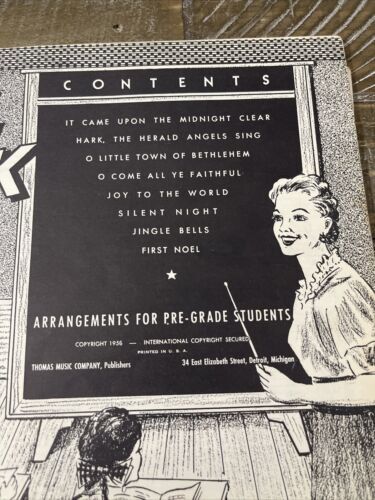 CONTENTS
IT CAME UPON THE MIDNIGHT CLEAR
HARK, THE HERALD ANGELS SING
O LITTLE TOWN OF BETHLEHEM
O COME ALL YE FAITHFUL
JOY TO THE WORLD
SILENT NIGHT
JINGLE BELLS
FIRST NOEL
ARRANGEMENTS FOR PRE-GRADE STUDENTS
COPYRIGHT 1956 — INTERNATIONAL COPYRIGHT SECURED
PRINTED IN U. S. A.
THOMAS MUSIC COMPANY, Publishers 34 East Elizabeth Street, Detroit, Michigan
K